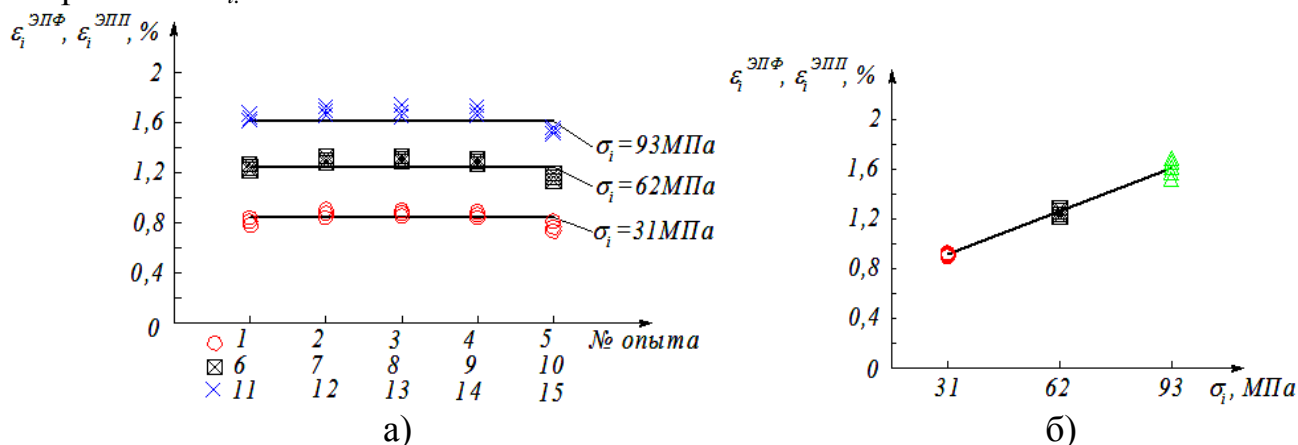 ε_i^ЭПФ, ε_i^ЭПП, %
2
1,6
1,2
0,8
0,4
0
σ_i=93МПа
σ_i=62МПа
σ_i=31МПа
1 2 3 4 5 № опыта
6 7 8 9 10
11 12 13 14 15
а)
ε_i^ЭПФ, ε_i^ЭПП, %
2
1,6
1,2
0,8
0,4
0
31 62 93 σ_i, МПа
б)